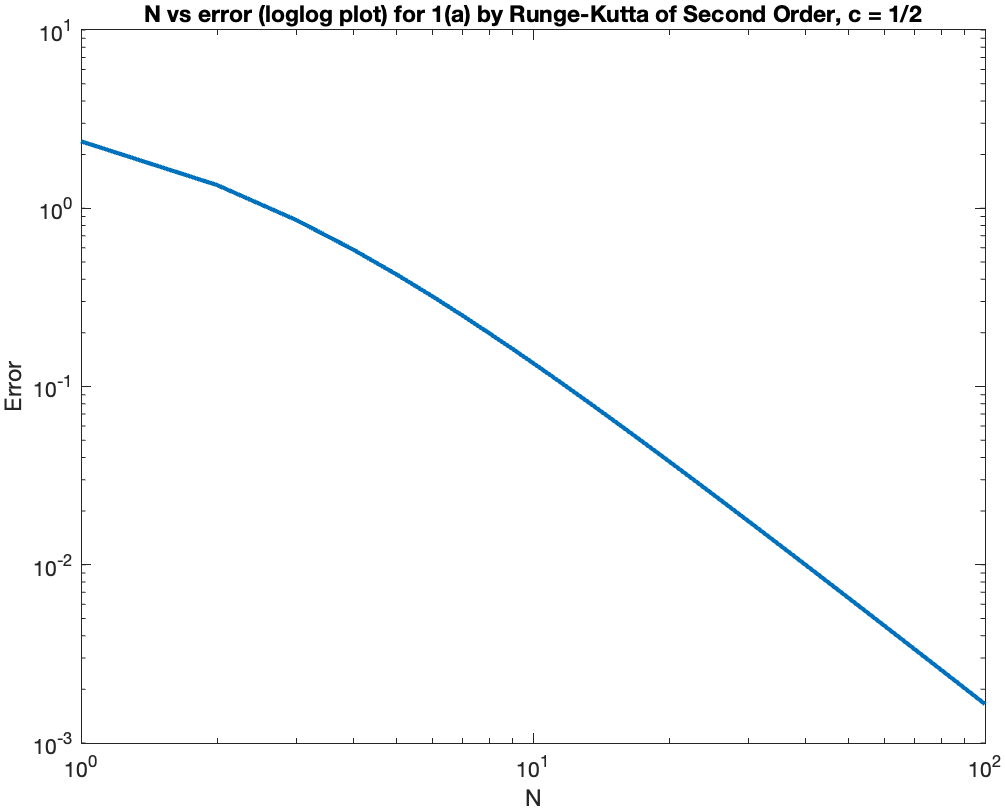 N vs error (loglog plot) for 1(a) by Runge-Kutta of Second Order, c = 1/2
10^1
10^0
10^-1
10^-2
10^-3
Error
10^0 10^1 10^2
N